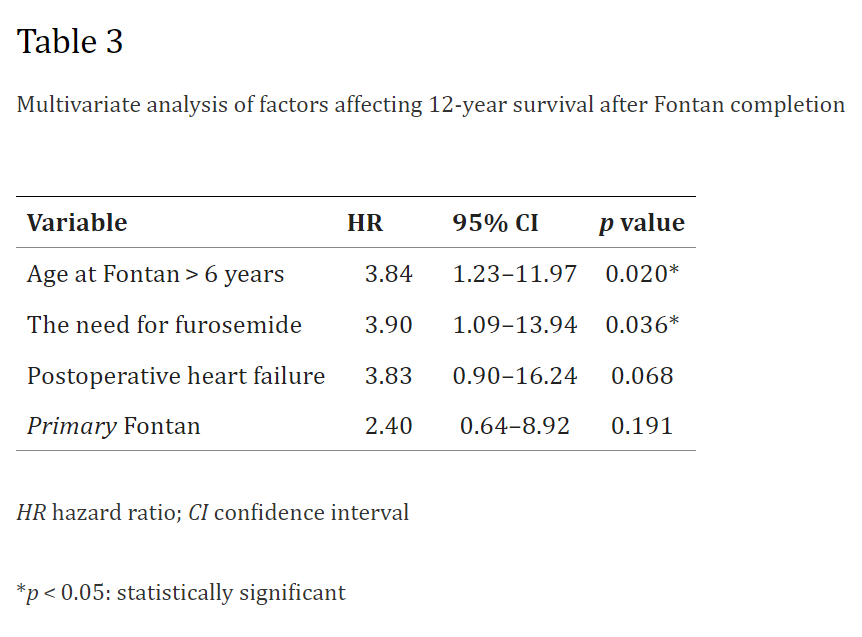 Table 3
Multivariate analysis of factors affecting 12-year survival after Fontan completion
Variable HR 95% CI p value
Age at Fontan > 6 years 3.84 1.23–11.97 0.020*
The need for furosemide 3.90 1.09–13.94 0.036*
Postoperative heart failure 3.83 0.90–16.24 0.068
Primary Fontan 2.40 0.64–8.92 0.191
HR hazard ratio; CI confidence interval
*p < 0.05: statistically significant